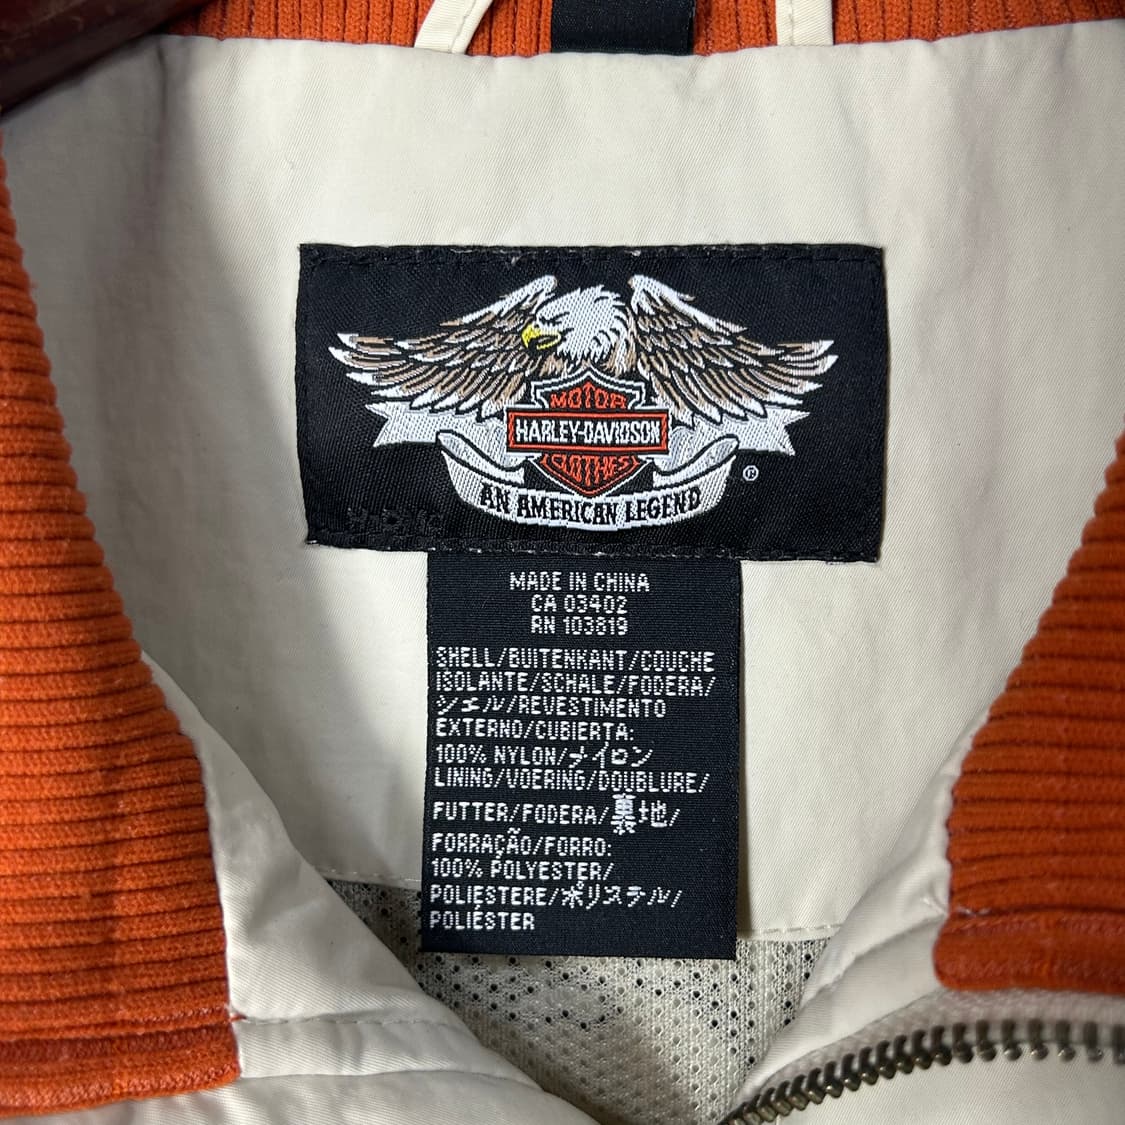 MOTOR
HARLEY-DAVIDSON
CLOTHES
AN AMERICAN LEGEND
®
MADE IN CHINA
CA 03402
RN 103819
SHELL/BUITENKANT/COUCHE
ISOLANTE/SCHALE/FODERA/
シェル/REVESTIMENTO
EXTERNO/CUBIERTA:
100% NYLON/ナイロン
LINING/VOERING/DOUBLURE/
FUTTER/FODERA/裏地/
FORRAÇÃO/FORRO:
100% POLYESTER/
POLIESTERE/ポリステル/
POLIÉSTER